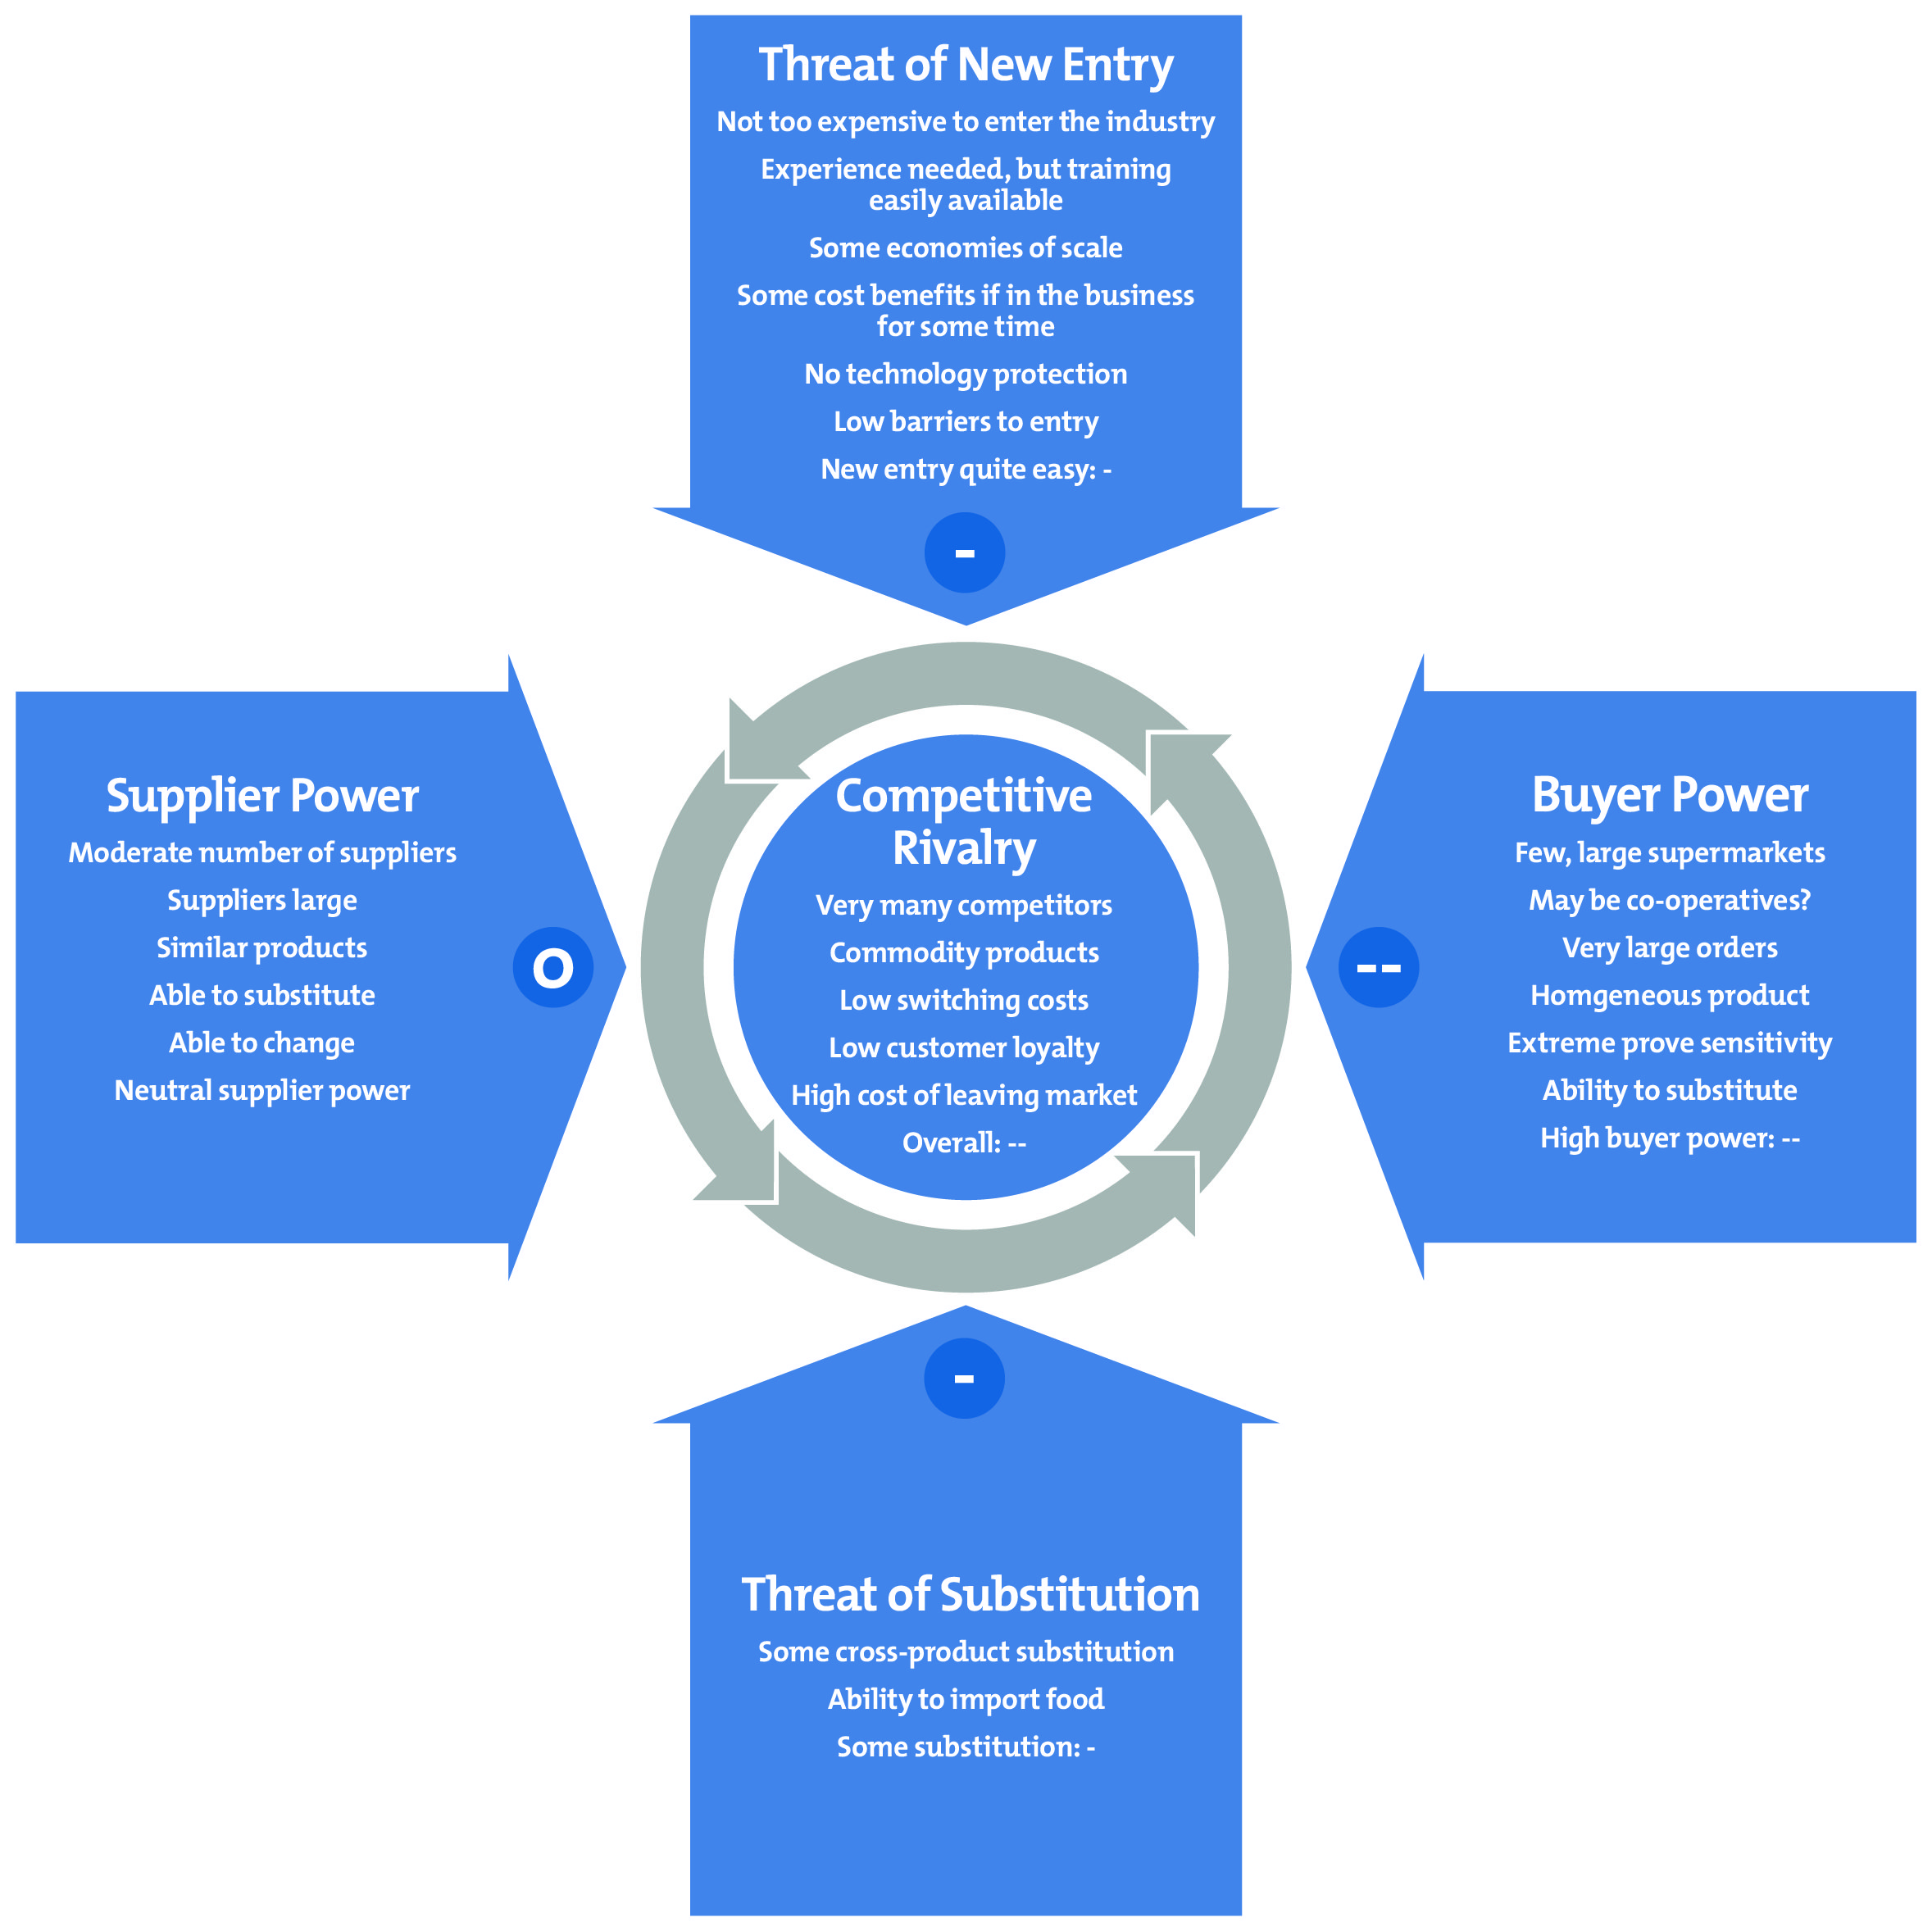 Threat of New Entry
Not too expensive to enter the industry
Experience needed, but training
easily available
Some economies of scale
Some cost benefits if in the business
for some time
No technology protection
Low barriers to entry
New entry quite easy: -
-
Supplier Power
Moderate number of suppliers
Suppliers large
Similar products
Able to substitute
Able to change
Neutral supplier power
o
Competitive
Rivalry
Very many competitors
Commodity products
Low switching costs
Low customer loyalty
High cost of leaving market
Overall: --
--
Buyer Power
Few, large supermarkets
May be co-operatives?
Very large orders
Homgeneous product
Extreme prove sensitivity
Ability to substitute
High buyer power: --
-
Threat of Substitution
Some cross-product substitution
Ability to import food
Some substitution: -